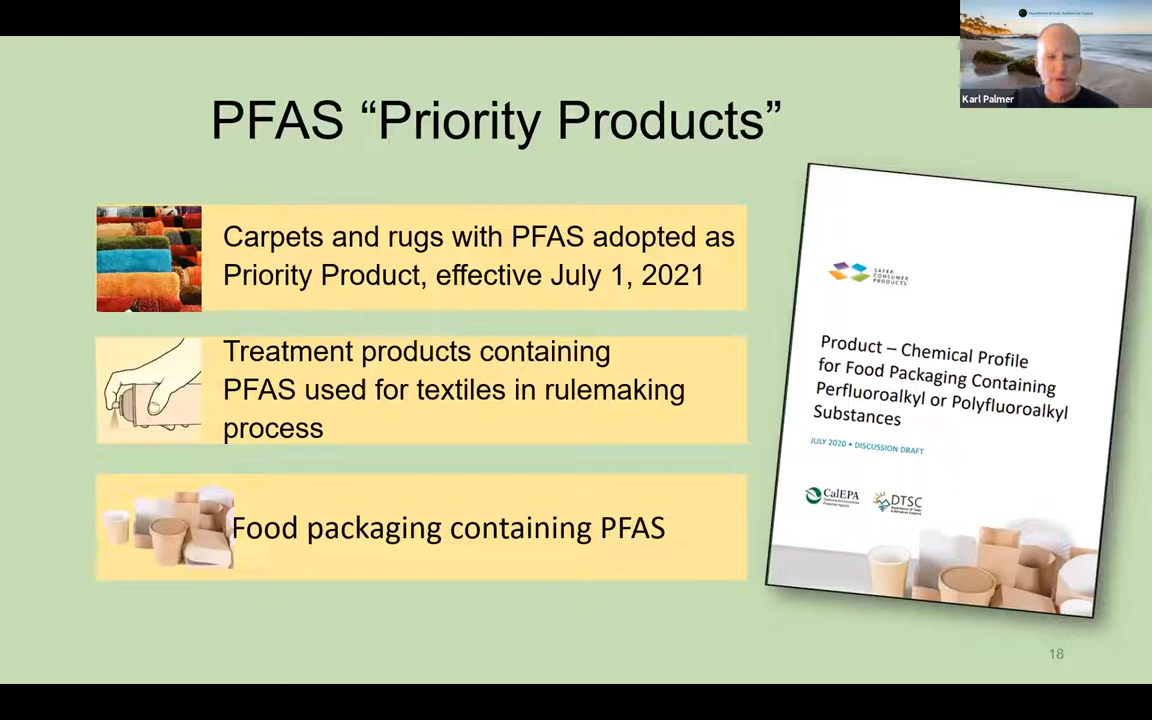 Karl Palmer
PFAS “Priority Products”
Carpets and rugs with PFAS adopted as
Priority Product, effective July 1, 2021
Treatment products containing
PFAS used for textiles in rulemaking
process
Food packaging containing PFAS
SAFER
CONSUMER
PRODUCTS
Product – Chemical Profile
for Food Packaging Containing
Perfluoroalkyl or Polyfluoroalkyl
Substances
JULY 2020 • DISCUSSION DRAFT
CalEPA
DTSC
18